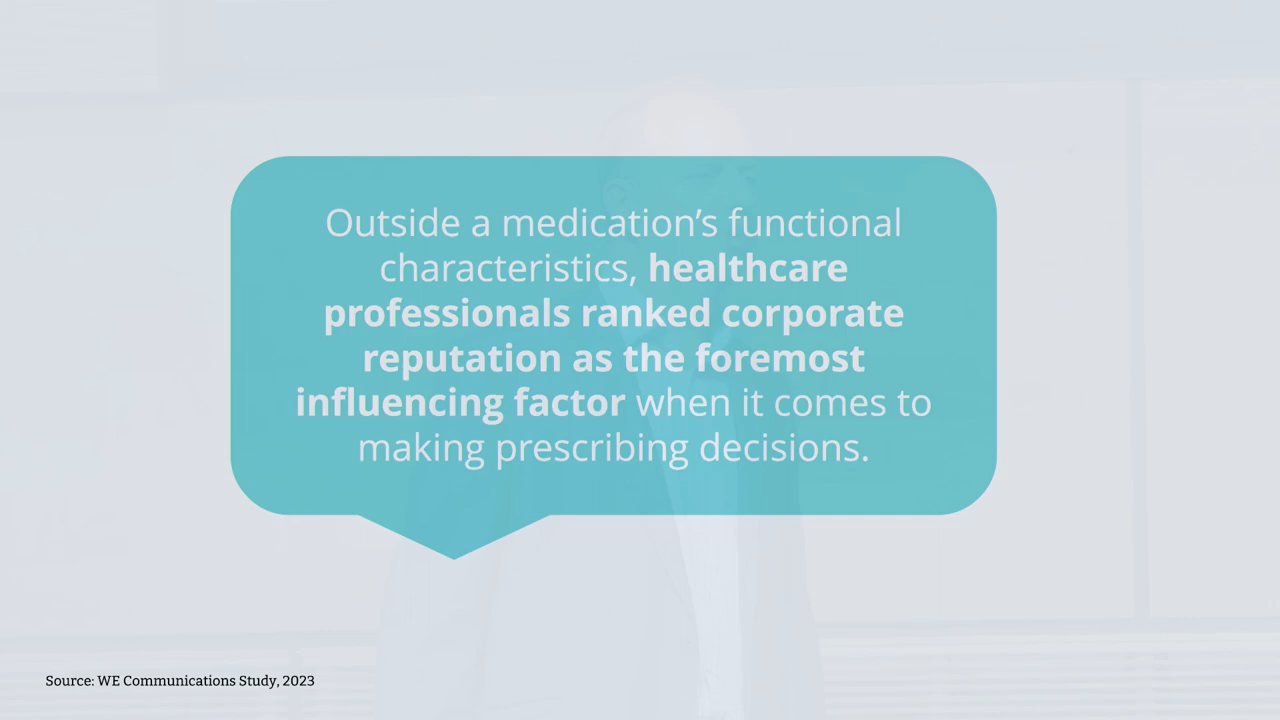 Outside a medication’s functional
characteristics, healthcare
professionals ranked corporate
reputation as the foremost
influencing factor when it comes to
making prescribing decisions.
Source: WE Communications Study, 2023